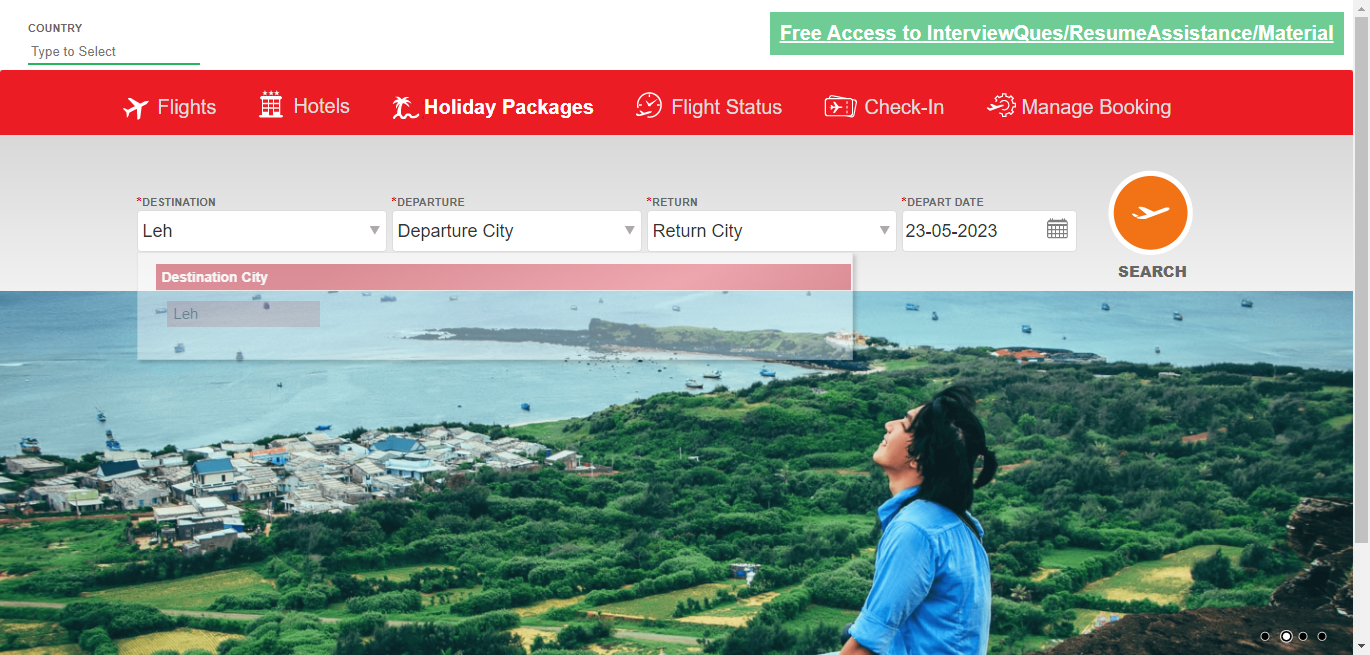 COUNTRY
Type to Select
Free Access to InterviewQues/ResumeAssistance/Material
Flights
Hotels
Holiday Packages
Flight Status
Check-In
Manage Booking
*DESTINATION
*DEPARTURE
*RETURN
*DEPART DATE
Leh
Departure City
Return City
23-05-2023
SEARCH
Destination City
Leh